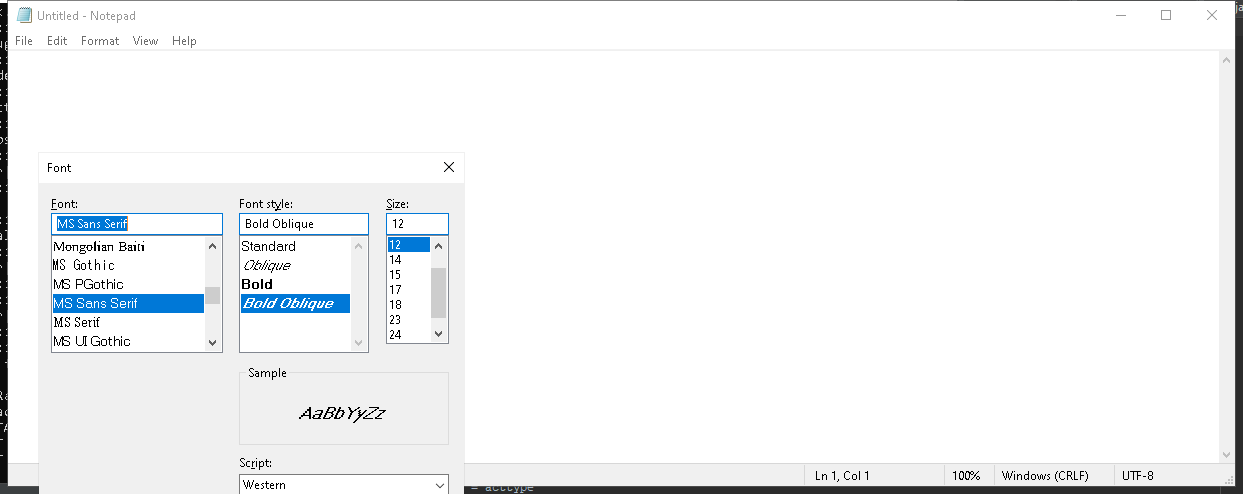 Untitled - Notepad
File Edit Format View Help
Font
Font: Font style: Size:
MS Sans Serif Bold Oblique 12
Mongolian Baiti Standard 12
MS Gothic Oblique 14
MS PGothic Bold 15
MS Sans Serif Bold Oblique 17
MS Serif 18
MS UI Gothic 23
24
Sample
AaBbYyZz
Script:
Western
Ln 1, Col 1 100% Windows (CRLF) UTF-8
= acctype